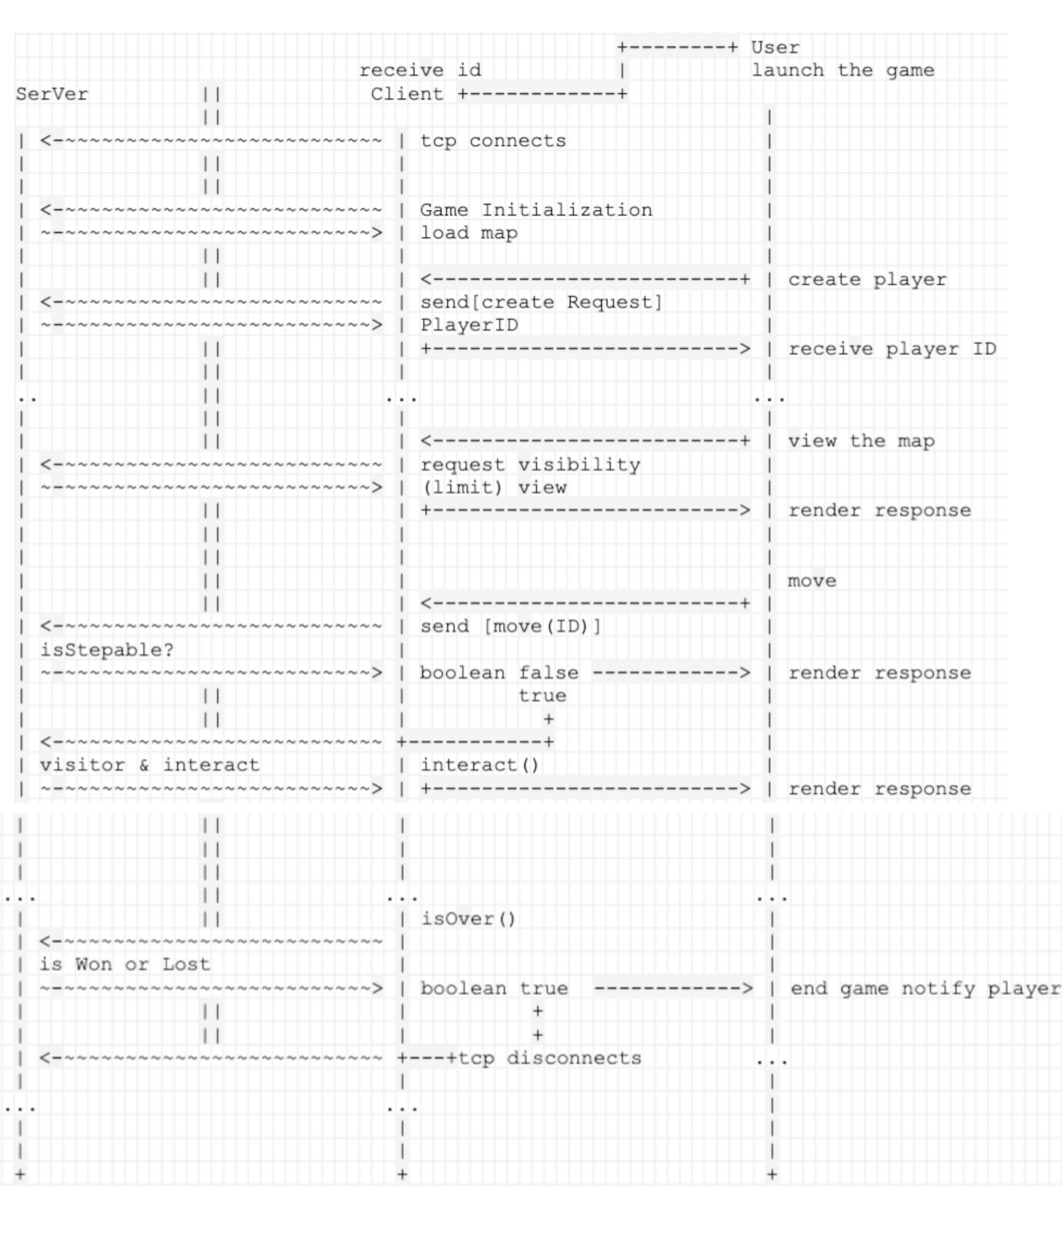 +--------+ User
receive id | launch the game
SerVer || Client +------------+
|| |
| <-~~~~~~~~~~~~~~~~~~~~~~~~~~ | tcp connects |
| || | |
| || | |
| <-~~~~~~~~~~~~~~~~~~~~~~~~~~ | Game Initialization |
| ~-~~~~~~~~~~~~~~~~~~~~~~~~~> | load map |
| || | |
| || | <-------------------------+ | create player
| <-~~~~~~~~~~~~~~~~~~~~~~~~~~ | send[create Request] |
| ~-~~~~~~~~~~~~~~~~~~~~~~~~~> | PlayerID |
| || | +-------------------------> | receive player ID
| || | |
.. || ... ...
| || | |
| || | <-------------------------+ | view the map
| <-~~~~~~~~~~~~~~~~~~~~~~~~~~ | request visibility |
| ~-~~~~~~~~~~~~~~~~~~~~~~~~~> | (limit) view |
| || | +-------------------------> | render response
| || | |
| || | |
| || | | move
| || | <-------------------------+ |
| <-~~~~~~~~~~~~~~~~~~~~~~~~~~ | send [move(ID)] |
| isStepable? | |
| ~-~~~~~~~~~~~~~~~~~~~~~~~~~> | boolean false ------------> | render response
| || | true |
| || | + |
| <-~~~~~~~~~~~~~~~~~~~~~~~~~~ +-----------+ |
| visitor & interact | interact() |
| ~-~~~~~~~~~~~~~~~~~~~~~~~~~> | +-------------------------> | render response
| || | |
| || | |
| || | |
... || ... ...
| || | isOver() |
| <-~~~~~~~~~~~~~~~~~~~~~~~~~~ | |
| is Won or Lost | |
| ~-~~~~~~~~~~~~~~~~~~~~~~~~~> | boolean true ------------> | end game notify player
| || | + |
| || | + |
| <-~~~~~~~~~~~~~~~~~~~~~~~~~~ +---+tcp disconnects ...
| | |
... ... |
| | |
| | |
+ + +